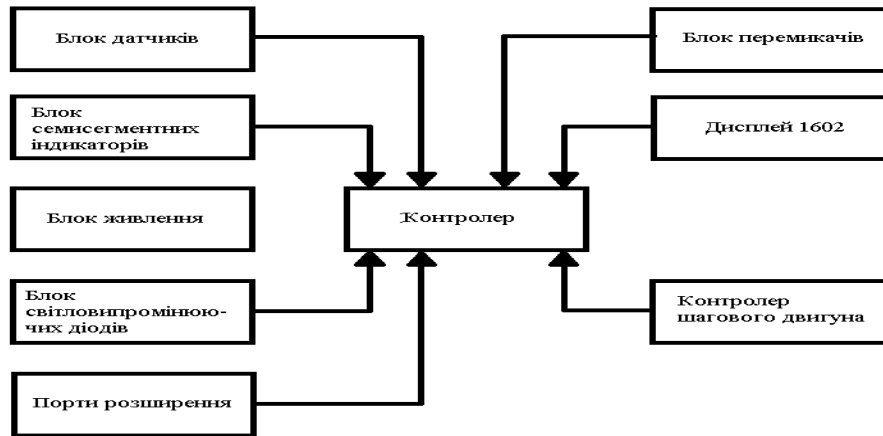 Блок датчиків
Блок перемикачів
Блок
семисегментних
індикаторів
Дисплей 1602
Блок живлення
Контролер
Блок
світловипромінюю-
чих діодів
Контролер
шагового двигуна
Порти розширення